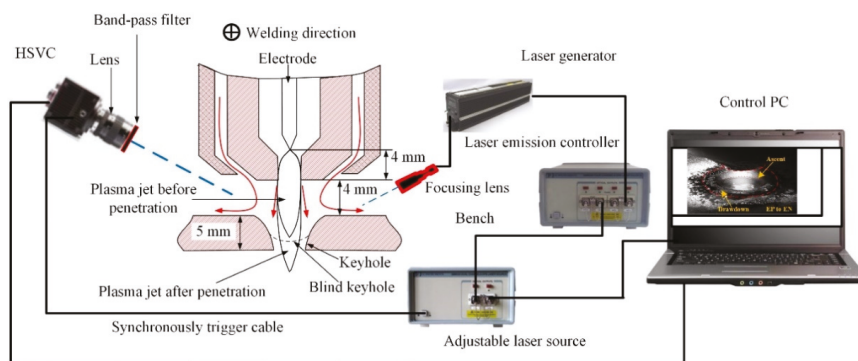 Band-pass filter
HSVC
Lens
Welding direction
Electrode
Laser generator
Control PC
Laser emission controller
4 mm
4 mm
Focusing lens
Plasma jet before
penetration
Bench
5 mm
Keyhole
Blind keyhole
Plasma jet after penetration
Synchronously trigger cable
Adjustable laser source
Ascent
Drawdown
EP to EN